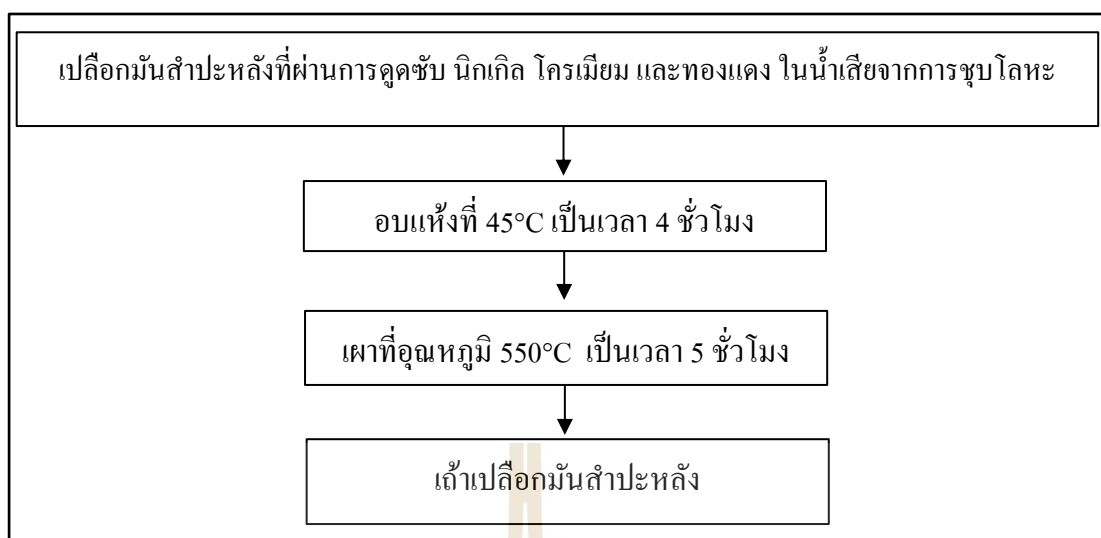 เปลือกมันสำปะหลังที่ผ่านการดูดซับ นิกเกิล โครเมียม และทองแดง ในน้ำเสียจากการชุบโลหะ
อบแห้งที่ 45°C เป็นเวลา 4 ชั่วโมง
เผาที่อุณหภูมิ 550°C เป็นเวลา 5 ชั่วโมง
เถ้าเปลือกมันสำปะหลัง